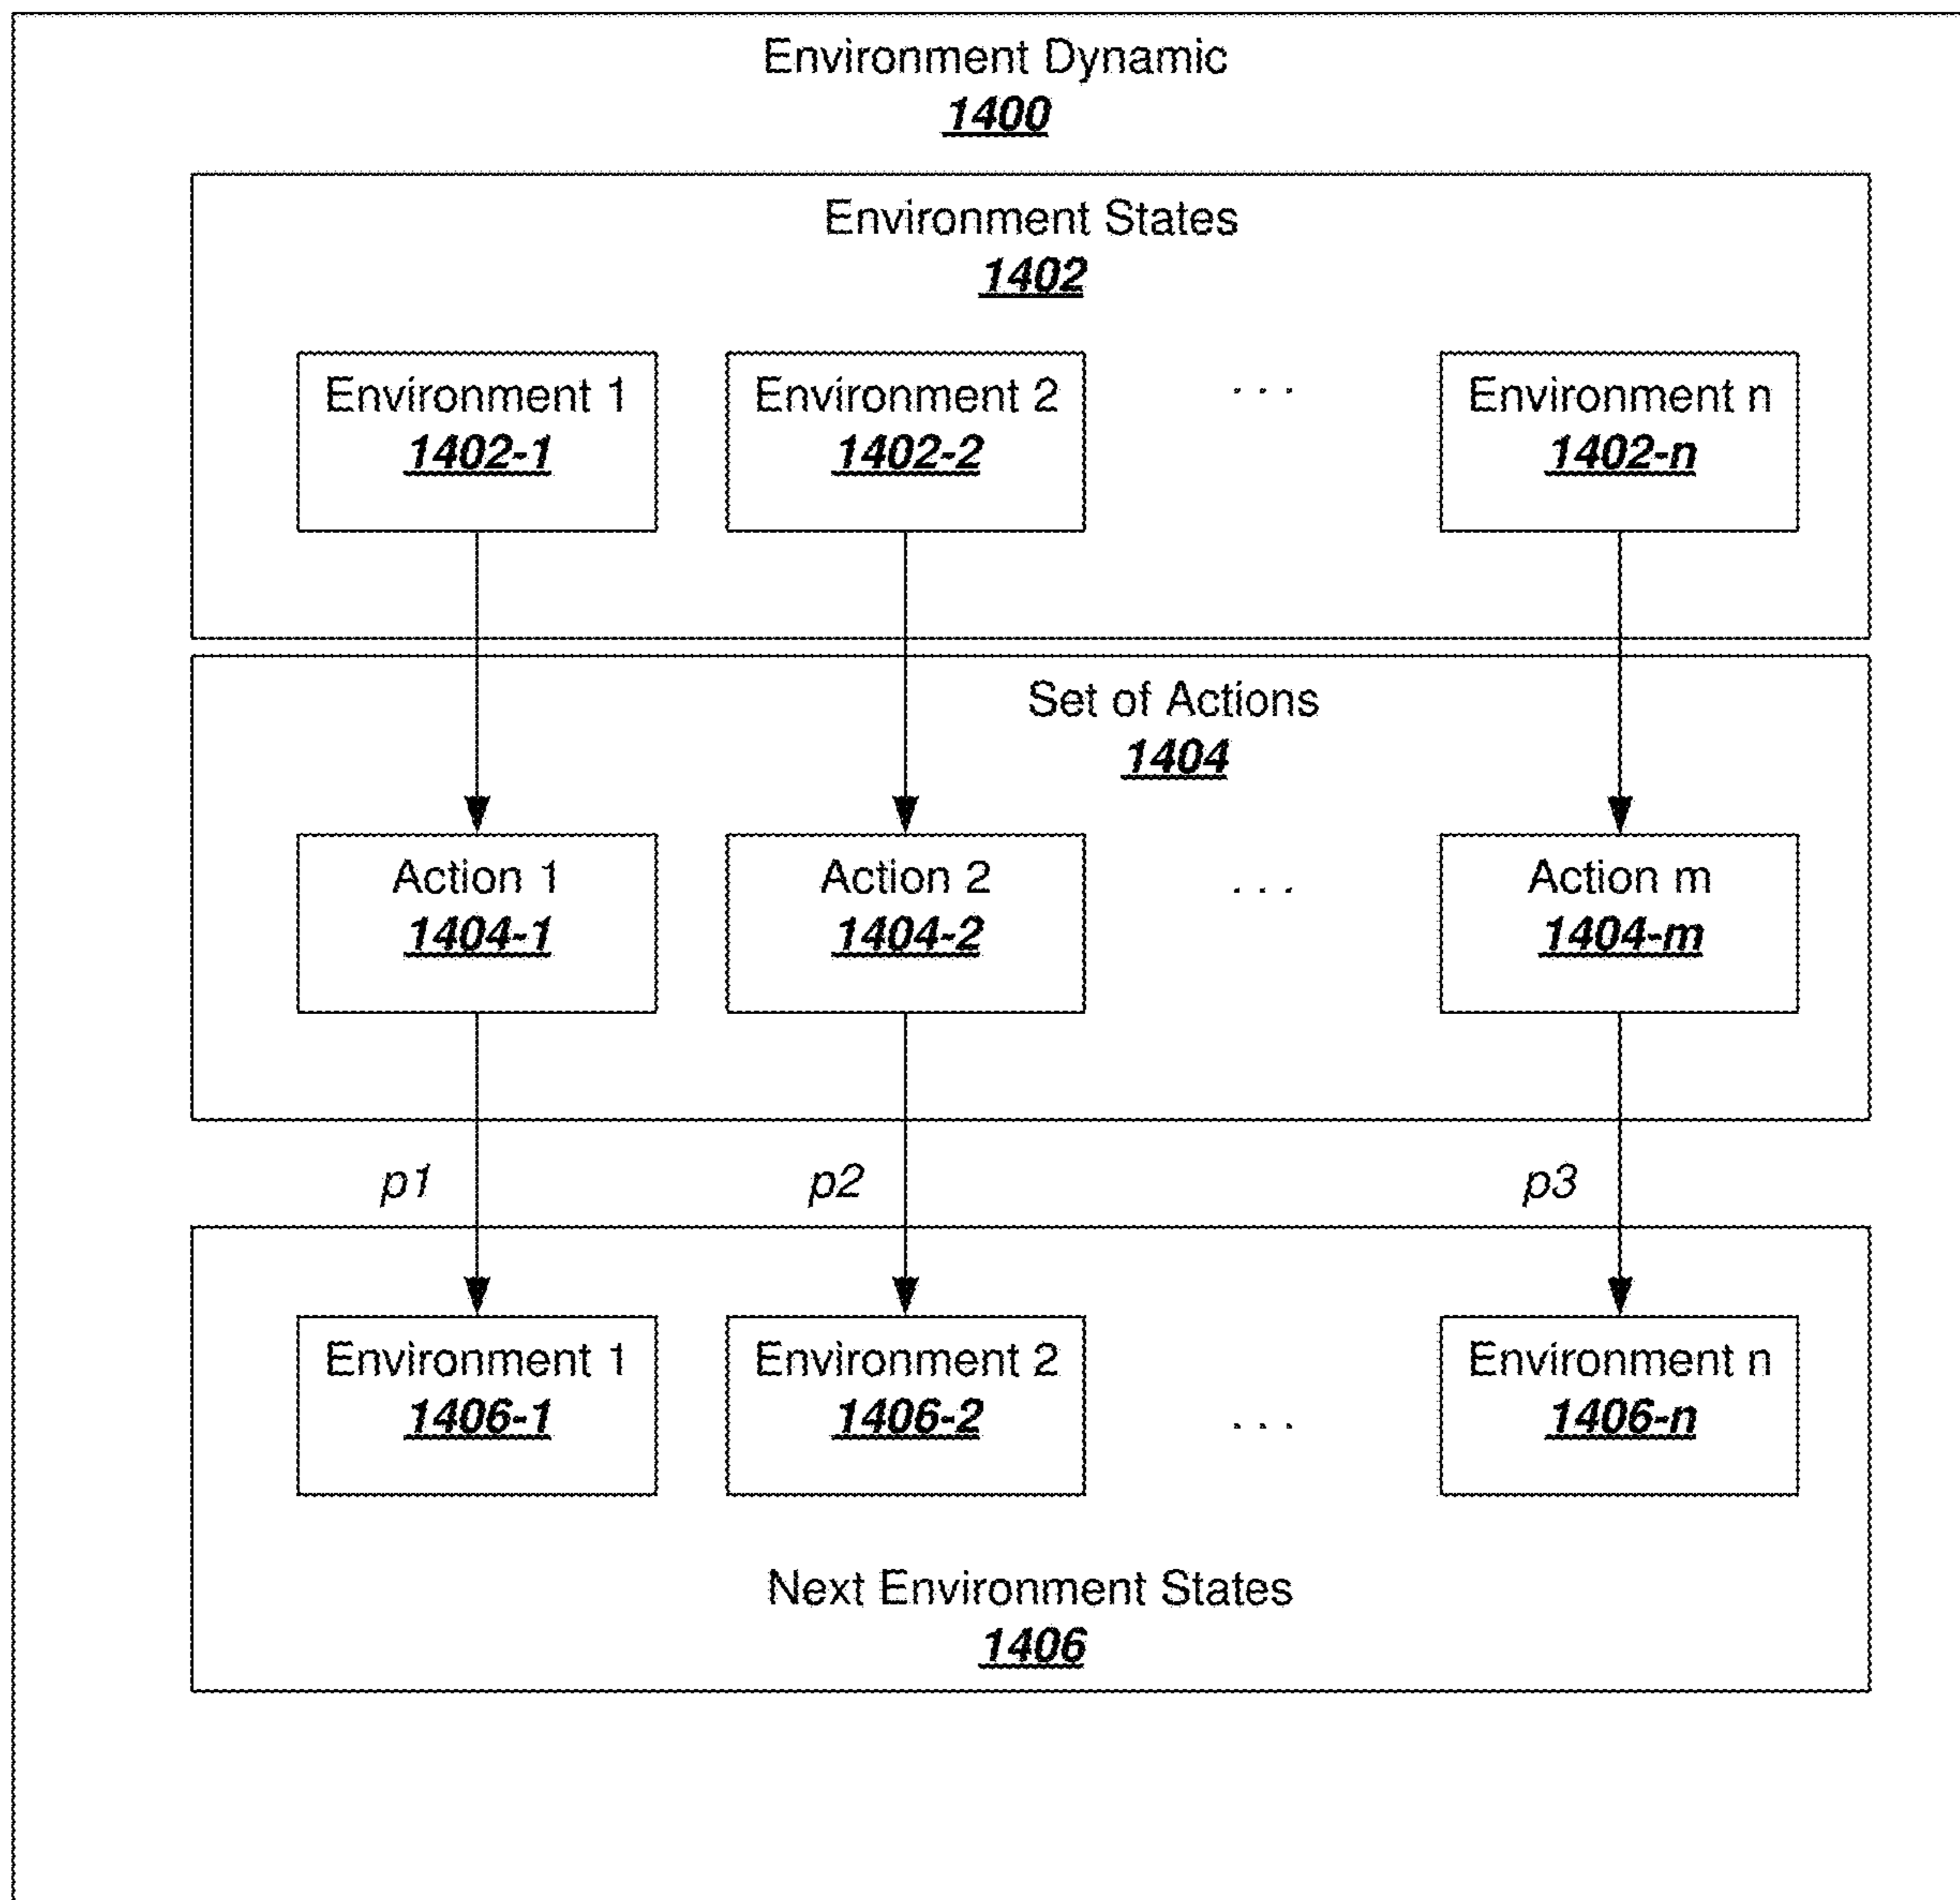 Environment Dynamic
1400
Environment States
1402
Environment 1
1402-1
Environment 2
1402-2
. . .
Environment n
1402-n
Set of Actions
1404
Action 1
1404-1
Action 2
1404-2
. . .
Action m
1404-m
p1
p2
p3
Environment 1
1406-1
Environment 2
1406-2
. . .
Environment n
1406-n
Next Environment States
1406